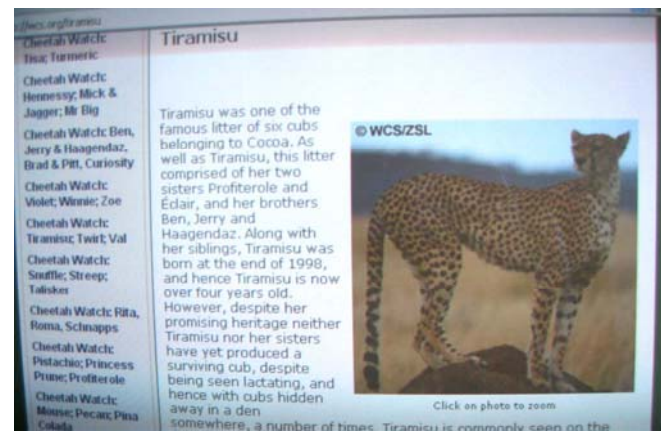 //wcs.org/tiramisu
Cheetah Watch:
Tisa; Turmeric
Cheetah Watch:
Hennessy; Mick &
Jagger; Mr Big
Cheetah Watch: Ben,
Jerry & Haagendaz,
Brad & Pitt, Curiosity
Cheetah Watch:
Violet; Winnie; Zoe
Cheetah Watch:
Tiramisu; Twirl; Val
Cheetah Watch:
Snuffle; Streep;
Talisker
Cheetah Watch: Rita,
Roma, Schnapps
Cheetah Watch:
Pistachio; Princess
Prune; Profiterole
Cheetah Watch:
Mouse; Pecan; Pina
Colada
Tiramisu
Tiramisu was one of the
famous litter of six cubs
belonging to Cocoa. As
well as Tiramisu, this litter
comprised of her two
sisters Profiterole and
Éclair, and her brothers
Ben, Jerry and
Haagendaz. Along with
her siblings, Tiramisu was
born at the end of 1998,
and hence Tiramisu is now
over four years old.
However, despite her
promising heritage neither
Tiramisu nor her sisters
have yet produced a
surviving cub, despite
being seen lactating, and
hence with cubs hidden
away in a den
somewhere, a number of times. Tiramisu is commonly seen on the
© WCS/ZSL
Click on photo to zoom